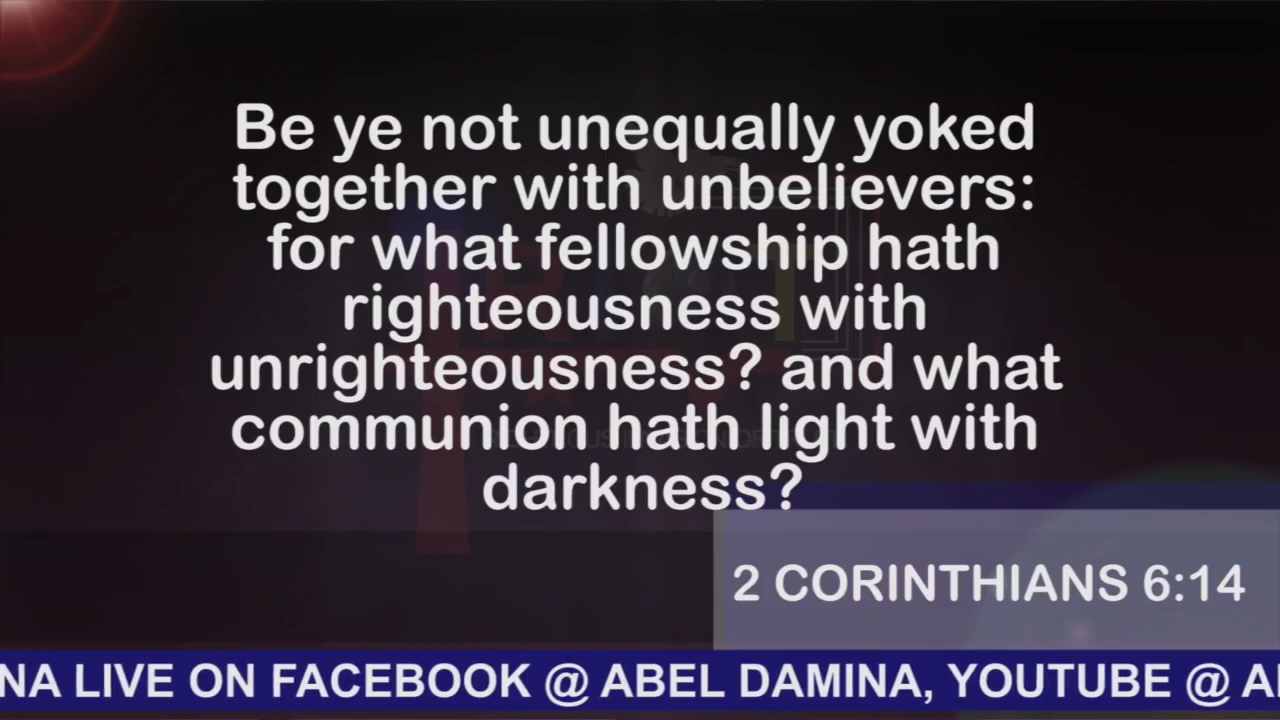 Be ye not unequally yoked
together with unbelievers:
for what fellowship hath
righteousness with
unrighteousness? and what
communion hath light with
darkness?
2 CORINTHIANS 6:14
NA LIVE ON FACEBOOK @ ABEL DAMINA, YOUTUBE @ A